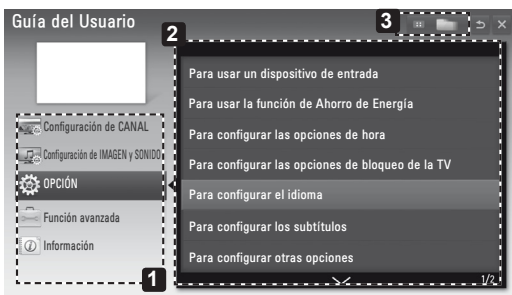 Guía del Usuario
3
2
Para usar un dispositivo de entrada
Para usar la función de Ahorro de Energía
Para configurar las opciones de hora
Para configurar las opciones de bloqueo de la TV
Para configurar el idioma
Para configurar los subtítulos
Para configurar otras opciones
1/2
Configuración de CANAL
Configuración de IMAGEN y SONIDO
OPCIÓN
Función avanzada
Información
1